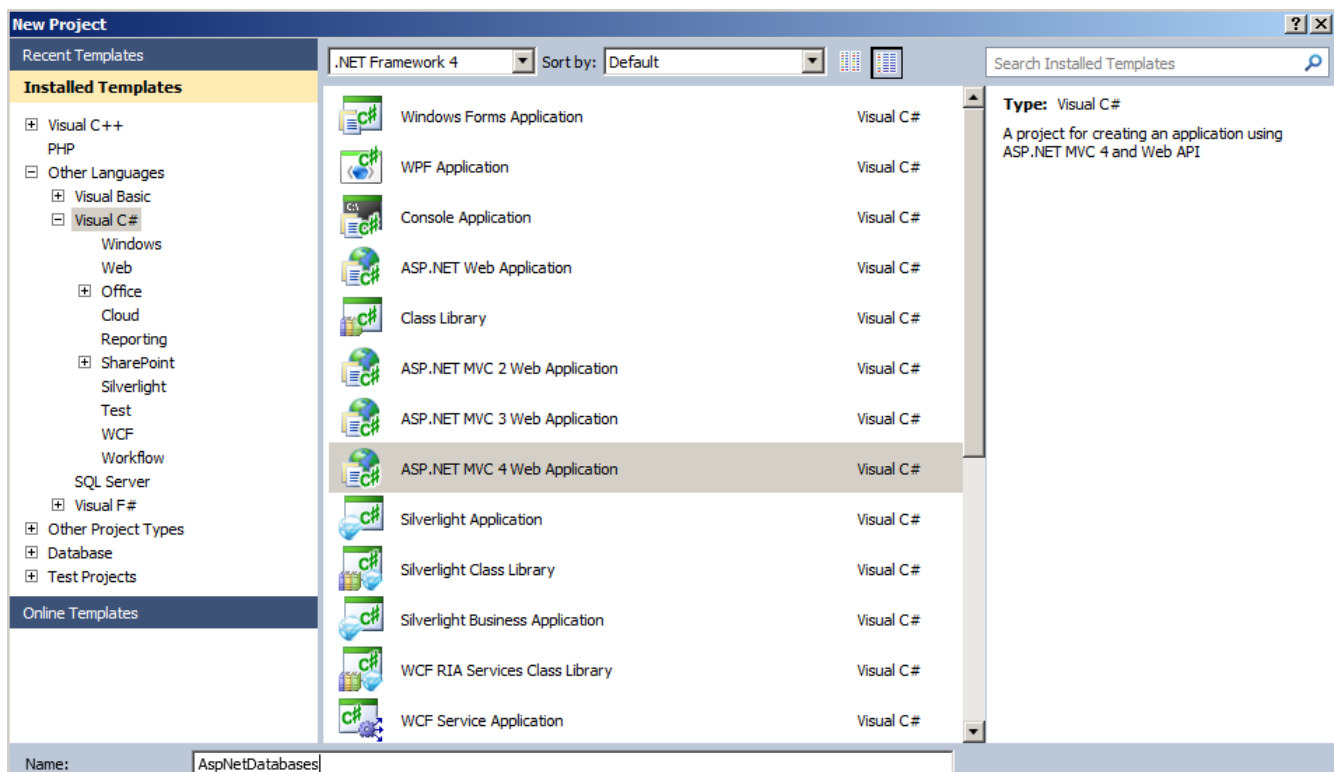 New Project
Recent Templates
Installed Templates
Visual C++
PHP
Other Languages
Visual Basic
Visual C#
Windows
Web
Office
Cloud
Reporting
SharePoint
Silverlight
Test
WCF
Workflow
SQL Server
Visual F#
Other Project Types
Database
Test Projects
Online Templates
.NET Framework 4 Sort by: Default
Windows Forms Application Visual C#
WPF Application Visual C#
Console Application Visual C#
ASP.NET Web Application Visual C#
Class Library Visual C#
ASP.NET MVC 2 Web Application Visual C#
ASP.NET MVC 3 Web Application Visual C#
ASP.NET MVC 4 Web Application Visual C#
Silverlight Application Visual C#
Silverlight Class Library Visual C#
Silverlight Business Application Visual C#
WCF RIA Services Class Library Visual C#
WCF Service Application Visual C#
Search Installed Templates
Type: Visual C#
A project for creating an application using
ASP.NET MVC 4 and Web API
Name: AspNetDatabases